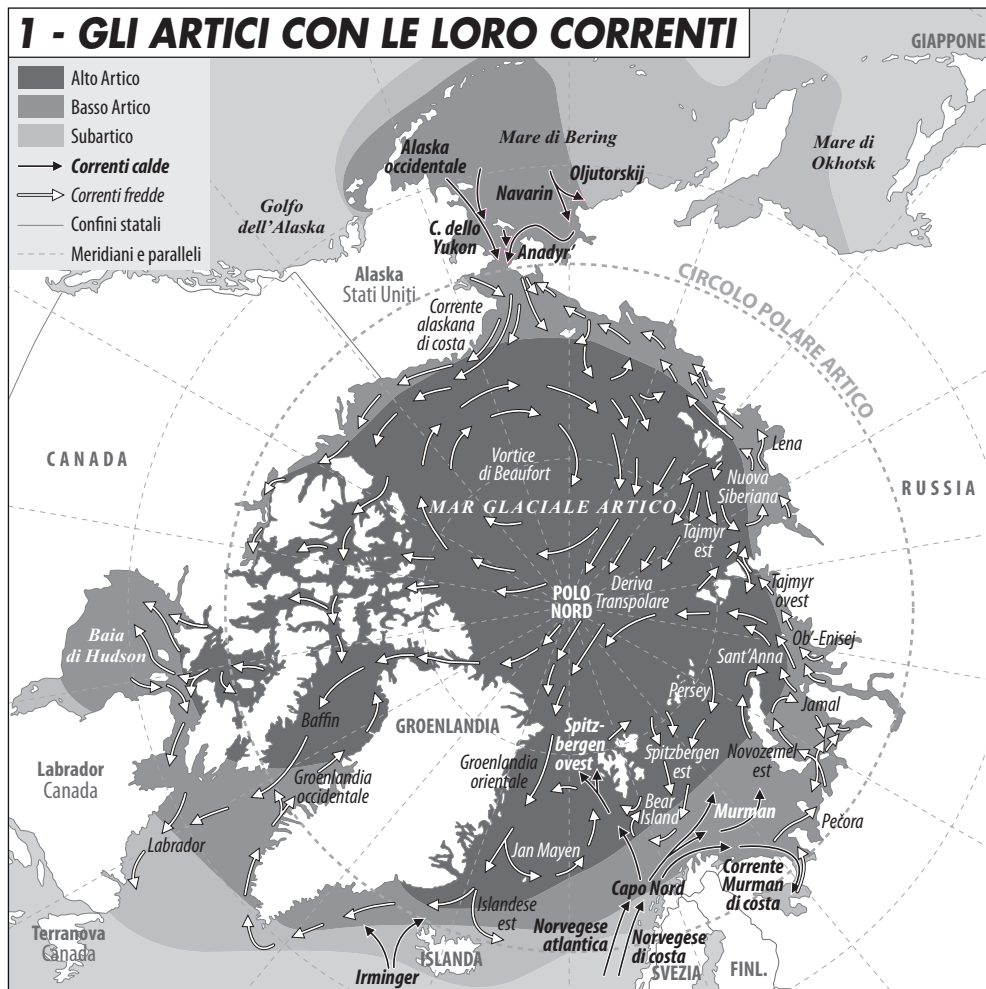 1 - GLI ARTICI CON LE LORO CORRENTI
Alto Artico
Basso Artico
Subartico
Correnti calde
Correnti fredde
Confini statali
Meridiani e paralleli
GIAPPONE
Mare di Bering
Mare di
Okhotsk
Alaska
occidentale
Oljutorskij
Navarin
Golfo
dell'Alaska
C. dello
Yukon
Anadyr'
Alaska
Stati Uniti
CIRCOLO POLARE ARTICO
Corrente
alaskana
di costa
CANADA
Lena
Vortice
di Beaufort
Nuova
Siberiana
RUSSIA
MAR GLACIALE ARTICO
Tajmyr
est
POLO
NORD
Deriva
Transpolare
Tajmyr
ovest
Baia
di Hudson
Ob'-Enisej
Sant'Anna
Persey
Jamal
Baffin
GROENLANDIA
Spitz-
bergen
ovest
Groenlandia
orientale
Spitzbergen
est
Novozemel
est
Labrador
Canada
Groenlandia
occidentale
Bear
Island
Murman
Pečora
Labrador
Jan Mayen
Capo Nord
Corrente
Murman
di costa
Islandese
est
Norvegese
atlantica
Norvegese
di costa
Terranova
Canada
ISLANDA
Irminger
SVEZIA
FINL.